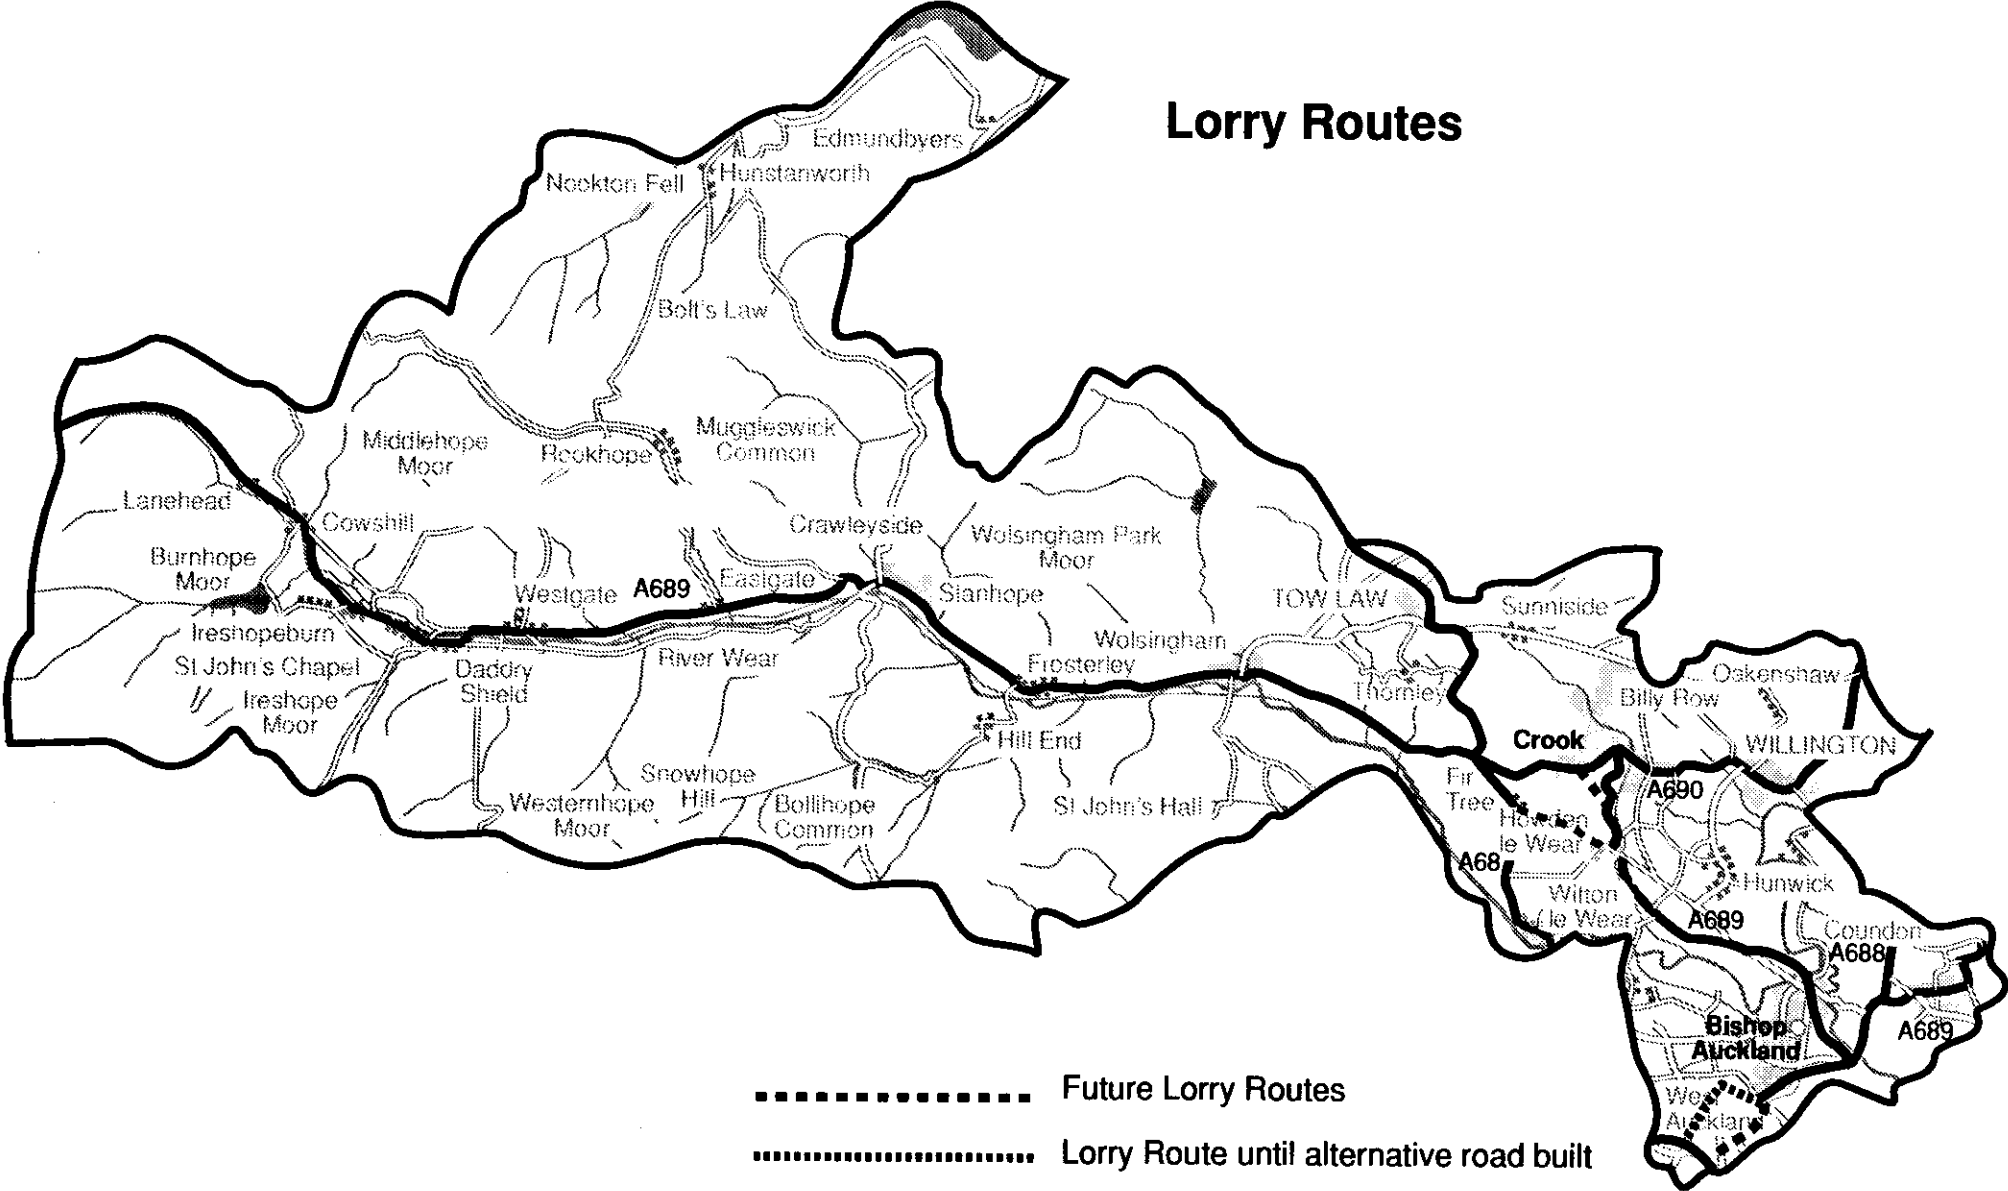 Lorry Routes
Edmundbyers
Hunstanworth
Nookton Fell
Bolt's Law
Middlehope
Moor
Rookhope
Muggleswick
Common
Lanehead
Cowshill
Crawleyside
Wolsingham Park
Moor
Burnhope
Moor
Westgate
A689
Eastgate
Stanhope
TOW LAW
Sunniside
Ireshopeburn
St John's Chapel
Ireshope
Moor
Daddry
Shield
River Wear
Frosterley
Wolsingham
Thornley
Billy Row
Oakenshaw
Hill End
Crook
WILLINGTON
Snowhope
Hill
Westernhope
Moor
Bollihope
Common
St John's Hall
Fir
Tree
A690
Howden
le Wear
A68
Hunwick
Witton
le Wear
A689
Coundon
A688
Bishop
Auckland
A689
West
Auckland
Future Lorry Routes
Lorry Route until alternative road built